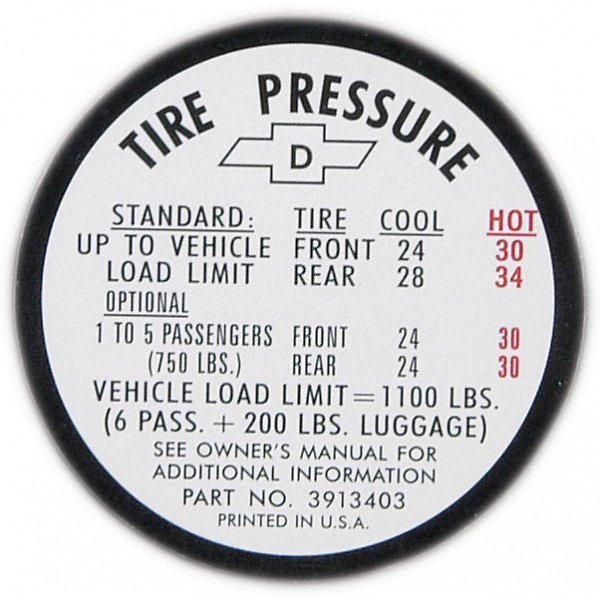 TIRE PRESSURE
D
STANDARD: TIRE COOL HOT
UP TO VEHICLE FRONT 24 30
LOAD LIMIT REAR 28 34
OPTIONAL
1 TO 5 PASSENGERS FRONT 24 30
(750 LBS.) REAR 24 30
VEHICLE LOAD LIMIT = 1100 LBS.
(6 PASS. + 200 LBS. LUGGAGE)
SEE OWNER'S MANUAL FOR
ADDITIONAL INFORMATION
PART NO. 3913403
PRINTED IN U.S.A.